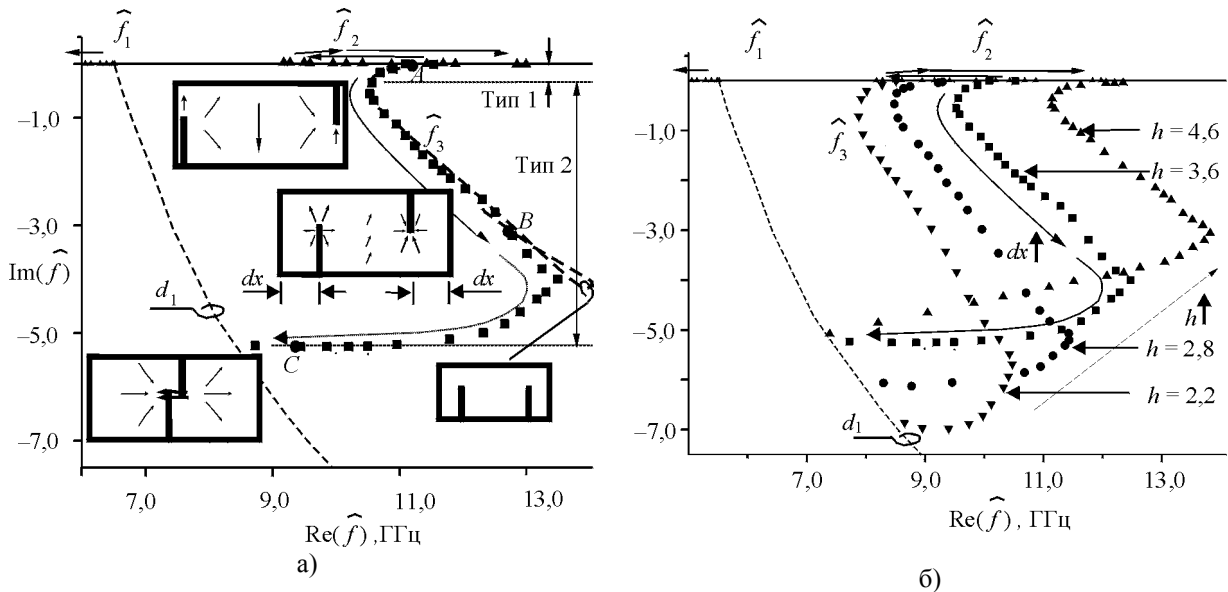 f̂₁
f̂₂
A
Тип 1
–1,0
f̂₃
Тип 2
–3,0
B
Im(f̂)
dx
dx
d₁
–5,0
C
–7,0
7,0
9,0
11,0
13,0
Re(f̂) ,ГГц
а)
f̂₁
f̂₂
–1,0
f̂₃
h = 4,6
h = 3,6
–3,0
dx
h
–5,0
h = 2,8
h = 2,2
d₁
–7,0
7,0
9,0
11,0
13,0
Re(f̂) , ГГц
б)